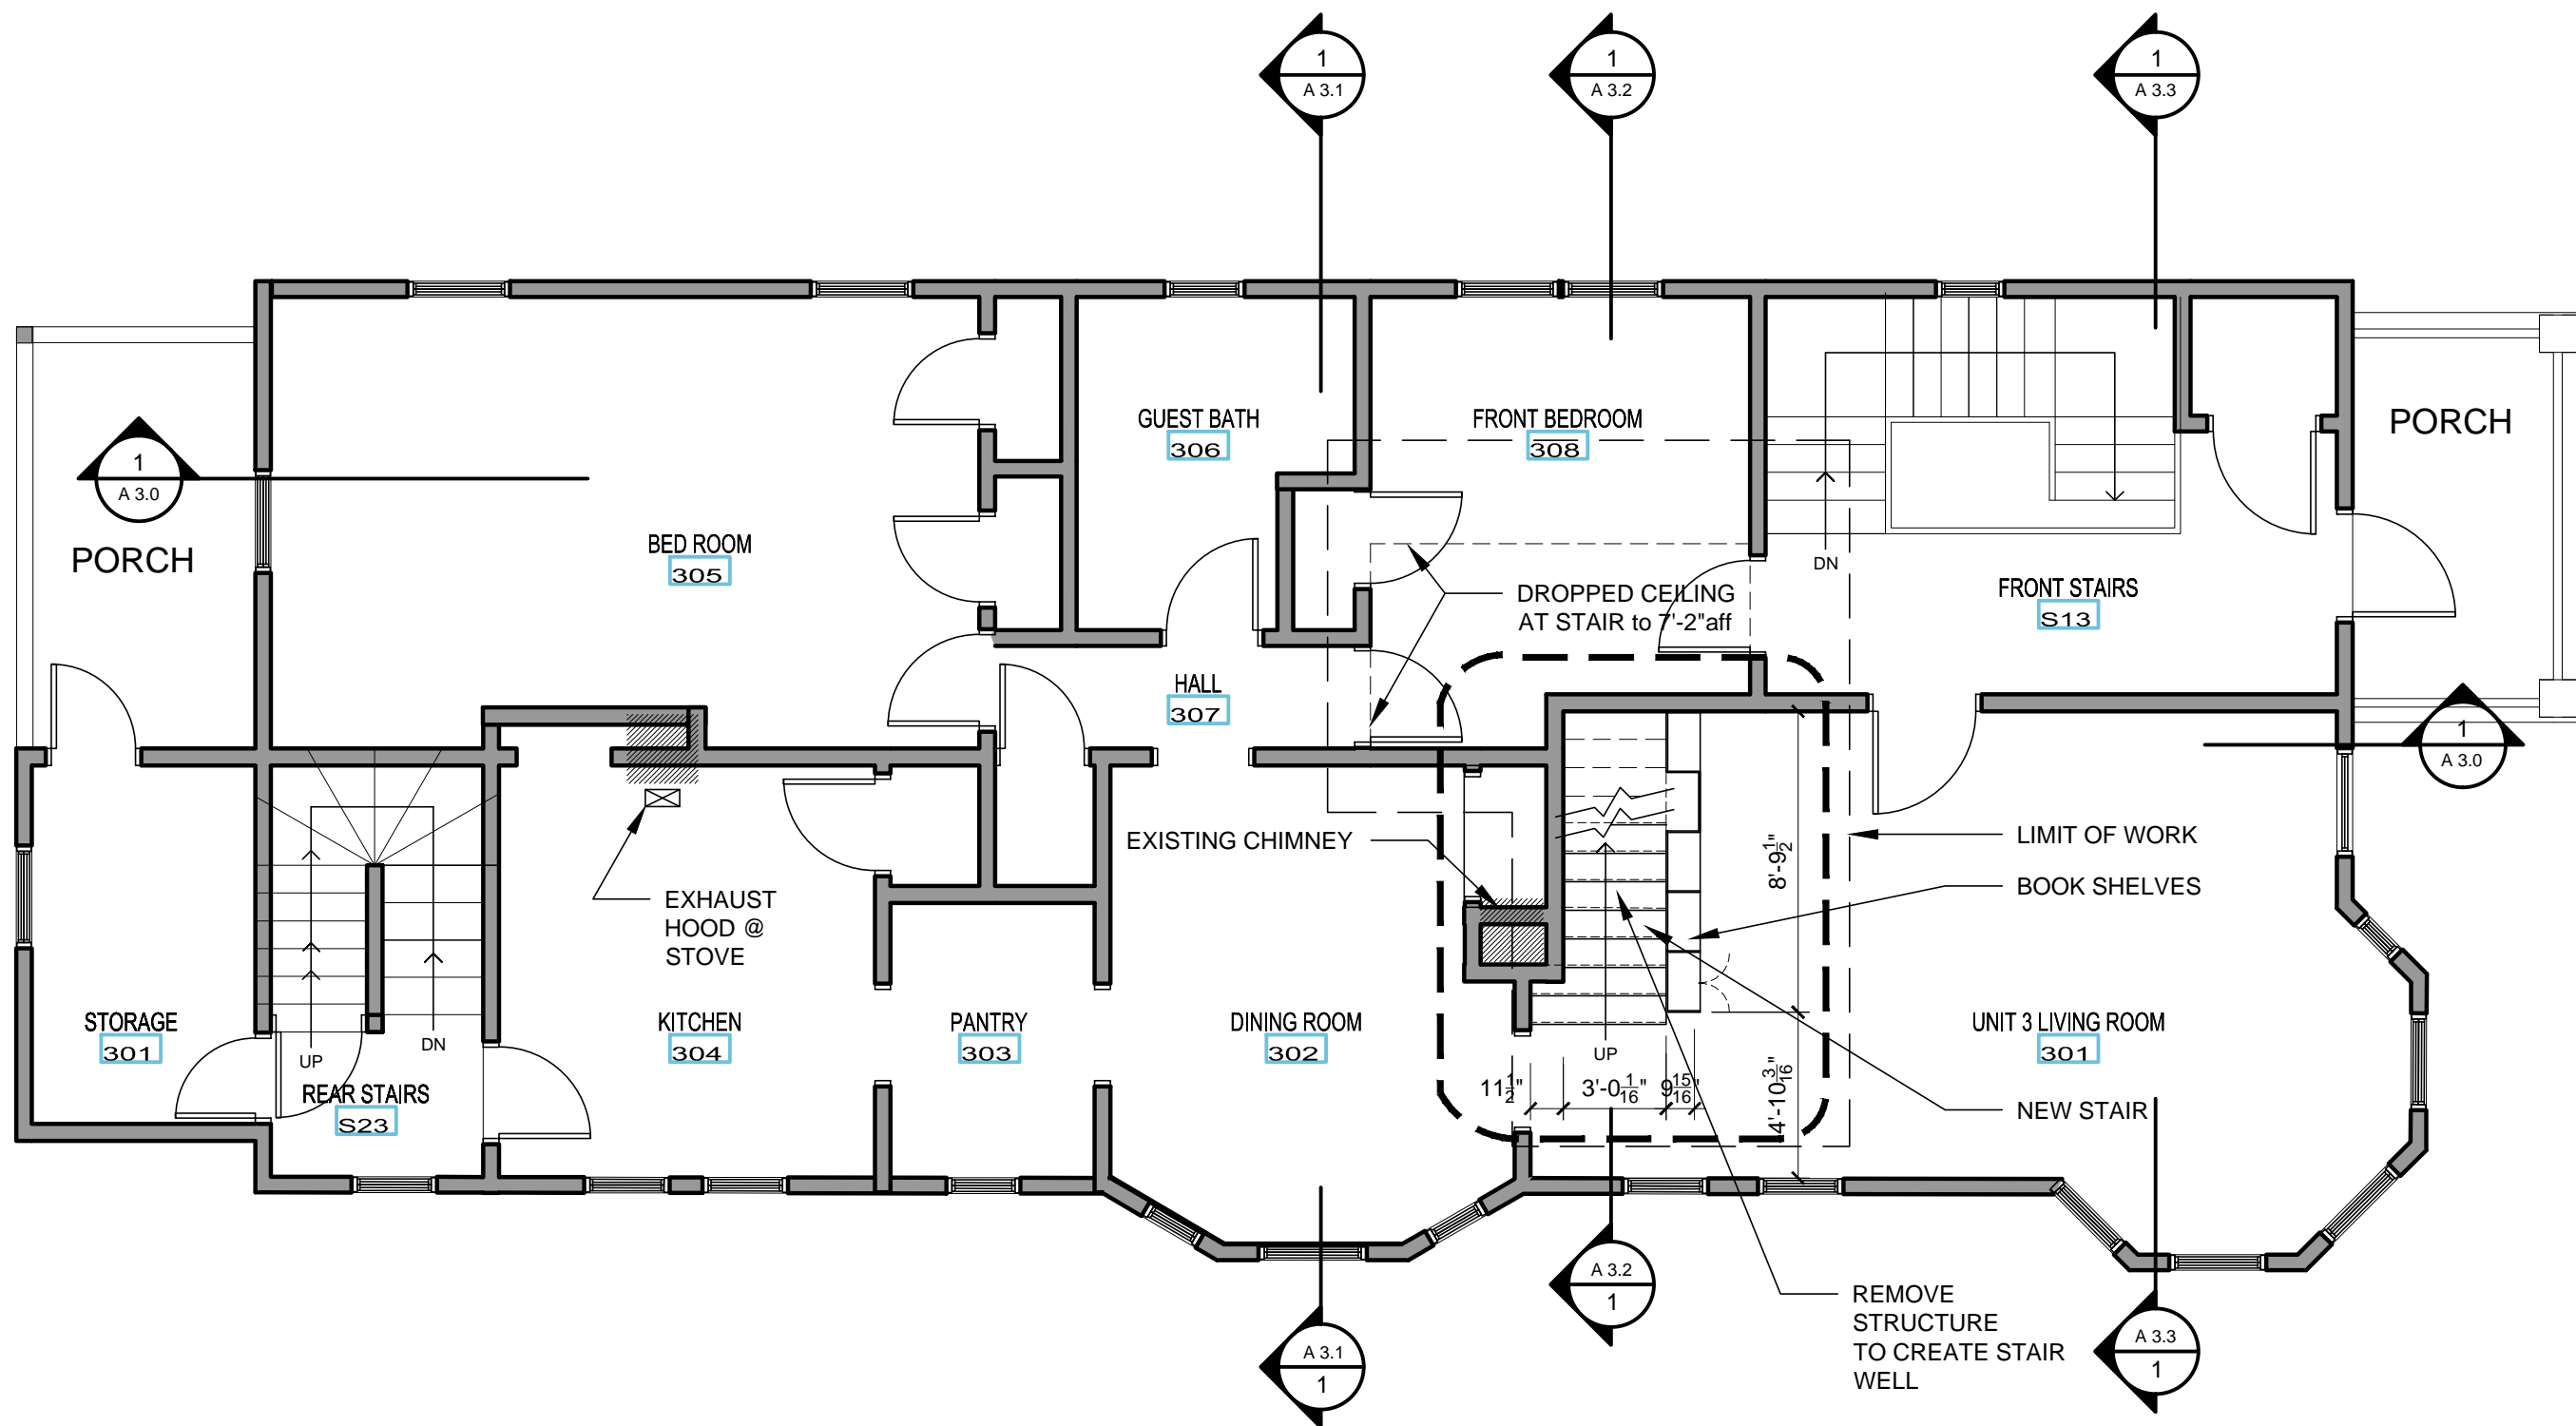 1
A 3.1
1
A 3.2
1
A 3.3
GUEST BATH
306
FRONT BEDROOM
308
PORCH
1
A 3.0
PORCH
BED ROOM
305
DN
DROPPED CEILING
AT STAIR to 7'-2"aff
FRONT STAIRS
S13
HALL
307
1
A 3.0
EXISTING CHIMNEY
8'-9 1/2"
LIMIT OF WORK
BOOK SHELVES
EXHAUST
HOOD @
STOVE
STORAGE
301
UP
DN
REAR STAIRS
S23
KITCHEN
304
PANTRY
303
DINING ROOM
302
UP
UNIT 3 LIVING ROOM
301
11 1/2"
3'-0 1/16"
9 15/16"
4'-10 3/16"
NEW STAIR
REMOVE
STRUCTURE
TO CREATE STAIR
WELL
A 3.1
1
A 3.2
1
A 3.3
1